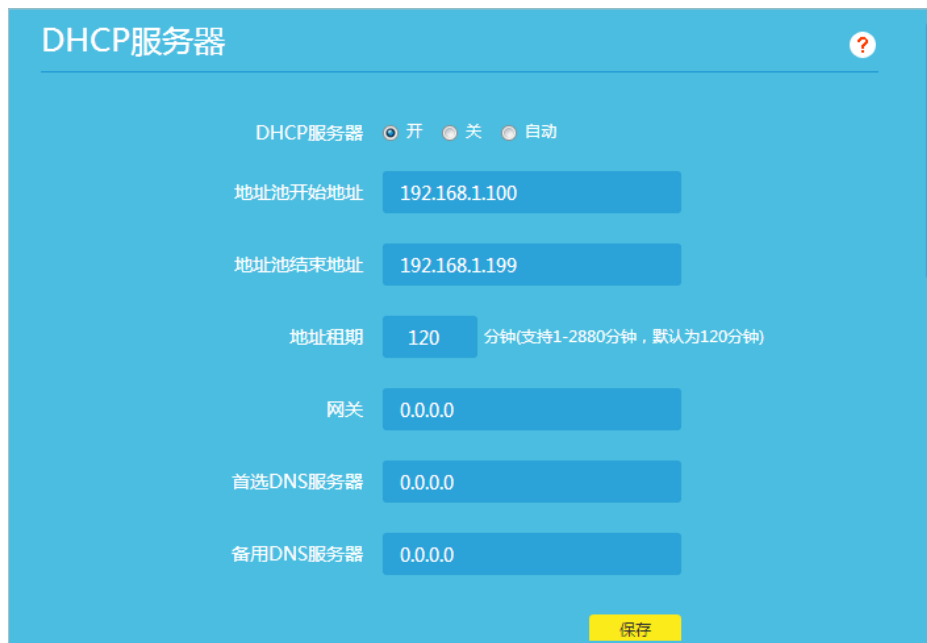 DHCP服务器
?
DHCP服务器 开 关 自动
地址池开始地址 192.168.1.100
地址池结束地址 192.168.1.199
地址租期 120 分钟(支持1-2880分钟，默认为120分钟)
网关 0.0.0.0
首选DNS服务器 0.0.0.0
备用DNS服务器 0.0.0.0
保存